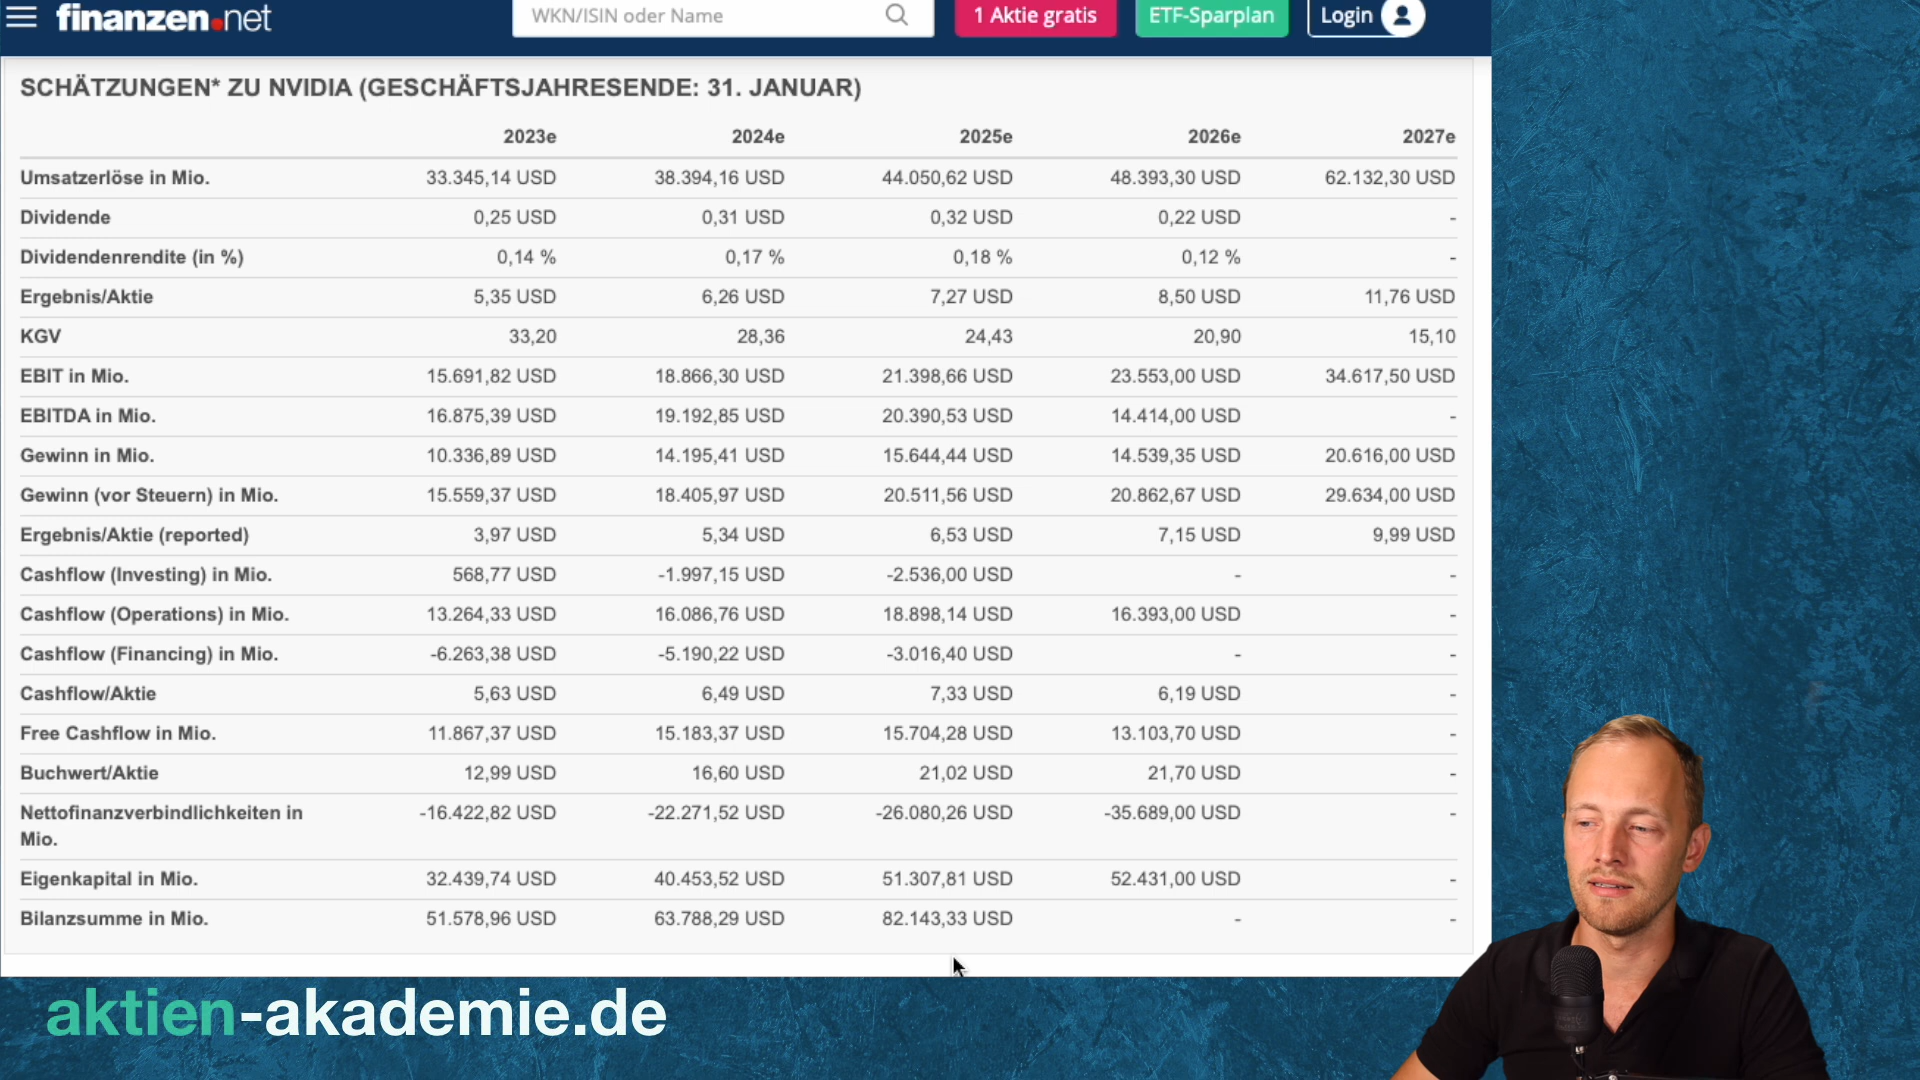 finanzen.net
WKN/ISIN oder Name
1 Aktie gratis
ETF-Sparplan
Login
SCHÄTZUNGEN* ZU NVIDIA (GESCHÄFTSJAHRESENDE: 31. JANUAR)
2023e 2024e 2025e 2026e 2027e
Umsatzerlöse in Mio. 33.345,14 USD 38.394,16 USD 44.050,62 USD 48.393,30 USD 62.132,30 USD
Dividende 0,25 USD 0,31 USD 0,32 USD 0,22 USD -
Dividendenrendite (in %) 0,14 % 0,17 % 0,18 % 0,12 % -
Ergebnis/Aktie 5,35 USD 6,26 USD 7,27 USD 8,50 USD 11,76 USD
KGV 33,20 28,36 24,43 20,90 15,10
EBIT in Mio. 15.691,82 USD 18.866,30 USD 21.398,66 USD 23.553,00 USD 34.617,50 USD
EBITDA in Mio. 16.875,39 USD 19.192,85 USD 20.390,53 USD 14.414,00 USD -
Gewinn in Mio. 10.336,89 USD 14.195,41 USD 15.644,44 USD 14.539,35 USD 20.616,00 USD
Gewinn (vor Steuern) in Mio. 15.559,37 USD 18.405,97 USD 20.511,56 USD 20.862,67 USD 29.634,00 USD
Ergebnis/Aktie (reported) 3,97 USD 5,34 USD 6,53 USD 7,15 USD 9,99 USD
Cashflow (Investing) in Mio. 568,77 USD -1.997,15 USD -2.536,00 USD - -
Cashflow (Operations) in Mio. 13.264,33 USD 16.086,76 USD 18.898,14 USD 16.393,00 USD -
Cashflow (Financing) in Mio. -6.263,38 USD -5.190,22 USD -3.016,40 USD - -
Cashflow/Aktie 5,63 USD 6,49 USD 7,33 USD 6,19 USD -
Free Cashflow in Mio. 11.867,37 USD 15.183,37 USD 15.704,28 USD 13.103,70 USD -
Buchwert/Aktie 12,99 USD 16,60 USD 21,02 USD 21,70 USD -
Nettofinanzverbindlichkeiten in -16.422,82 USD -22.271,52 USD -26.080,26 USD -35.689,00 USD -
Mio.
Eigenkapital in Mio. 32.439,74 USD 40.453,52 USD 51.307,81 USD 52.431,00 USD -
Bilanzsumme in Mio. 51.578,96 USD 63.788,29 USD 82.143,33 USD - -
aktien-akademie.de